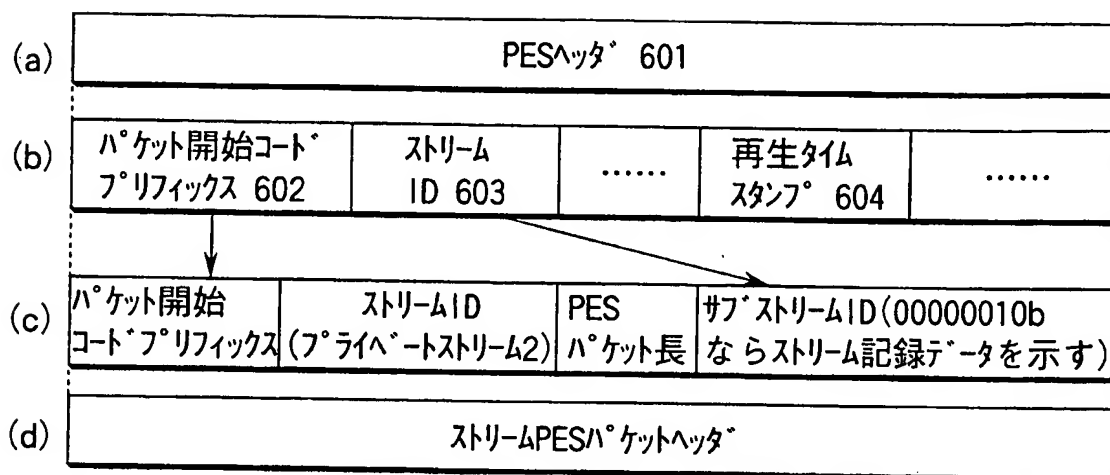 (a)
PESﾍｯﾀﾞ 601
(b)
ﾊﾟｹｯﾄ開始ｺｰﾄﾞ
ﾌﾟﾘﾌｨｯｸｽ 602
ｽﾄﾘｰﾑ
ID 603
……
再生ﾀｲﾑ
ｽﾀﾝﾌﾟ 604
……
(c)
ﾊﾟｹｯﾄ開始
ｺｰﾄﾞﾌﾟﾘﾌｨｯｸｽ
ｽﾄﾘｰﾑID
(ﾌﾟﾗｲﾍﾞｰﾄｽﾄﾘｰﾑ2)
PES
ﾊﾟｹｯﾄ長
ｻﾌﾞｽﾄﾘｰﾑID(00000010b
ならｽﾄﾘｰﾑ記録ﾃﾞｰﾀを示す)
(d)
ｽﾄﾘｰﾑPESﾊﾟｹｯﾄﾍｯﾀﾞ